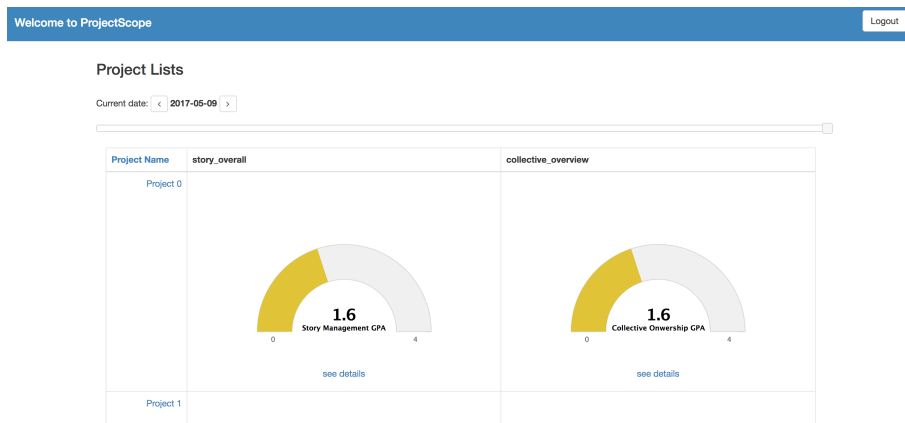 Welcome to ProjectScope Logout
Project Lists
Current date: < 2017-05-09 >
Project Name story_overall collective_overview
Project 0
1.6 1.6
Story Management GPA Collective Onwership GPA
0 4 0 4
see details see details
Project 1